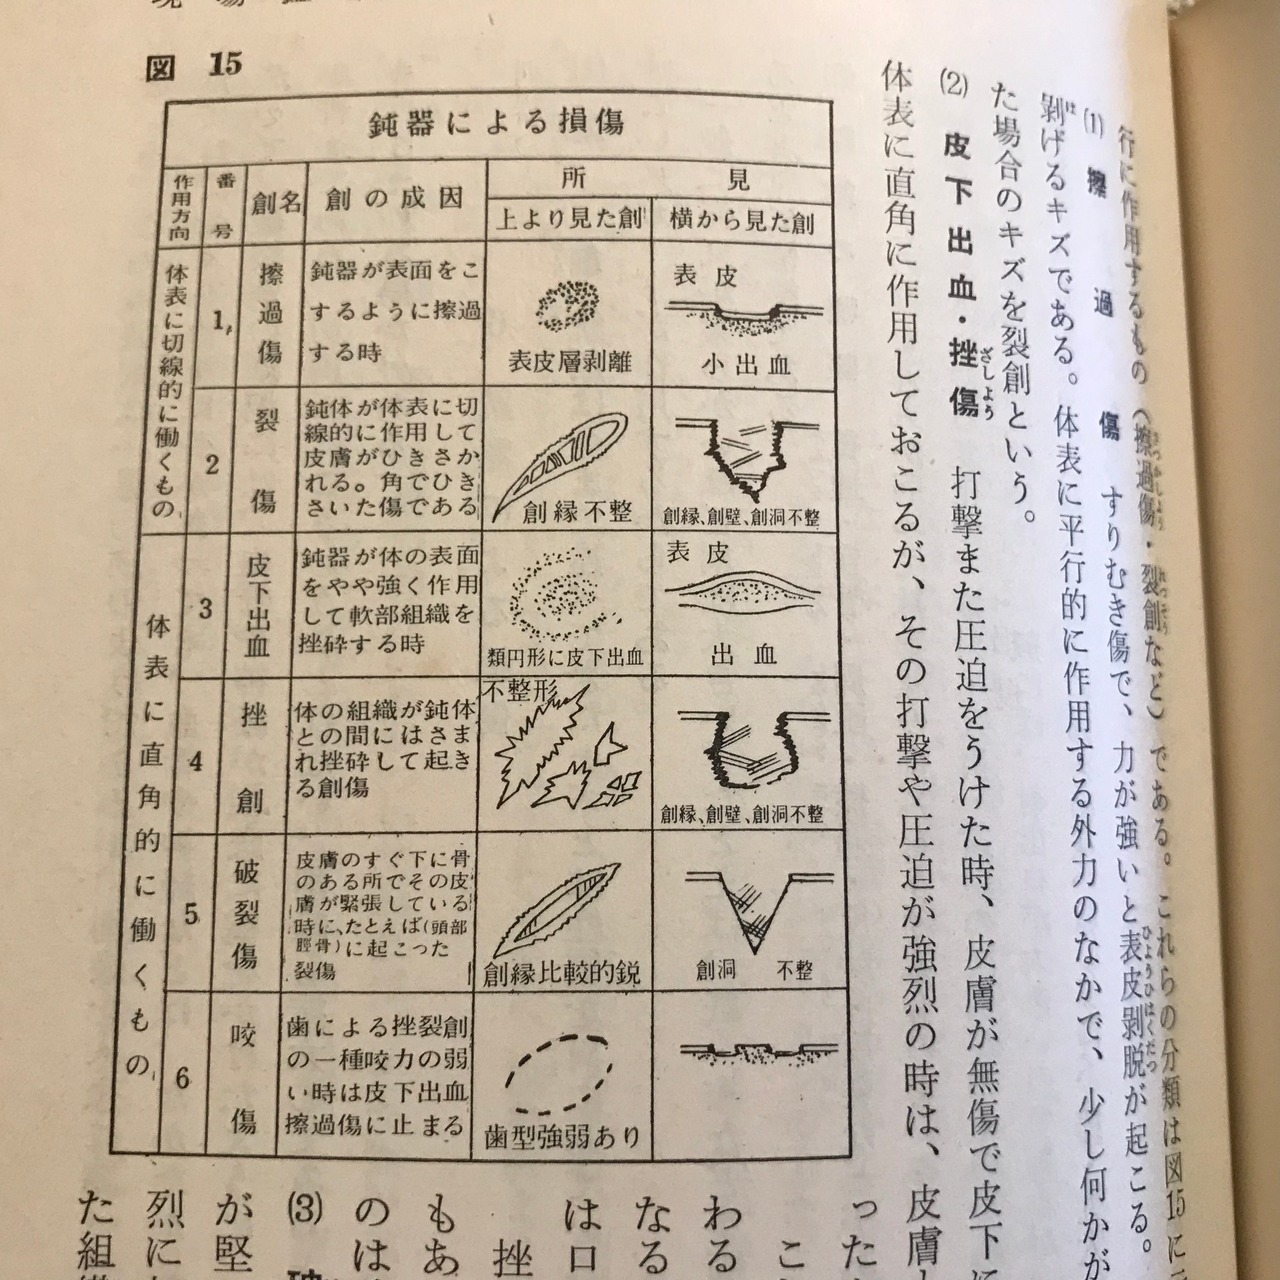 図 15
鈍器による損傷
作用方向
番号
創名
創の成因
所見
上より見た創
横から見た創
体表に切線的に働くもの
1
擦過傷
鈍器が表面をこ
するように擦過
する時
表皮層剥離
表皮
小出血
2
裂傷
鈍体が体表に切
線的に作用して
皮膚がひきさか
れる。角でひき
さいた傷である
創縁不整
創縁、創壁、創洞不整
体表に直角的に働くもの
3
皮下出血
鈍器が体の表面
をやや強く作用
して軟部組織を
挫砕する時
類円形に皮下出血
表皮
出血
4
挫創
体の組織が鈍体
との間にはさま
れ挫砕して起き
る創傷
不整形
創縁、創壁、創洞不整
5
破裂傷
皮膚のすぐ下に骨
のある所でその皮
膚が緊張している
時に、たとえば(頭部
脛骨)に起こった
裂傷
創縁比較的鋭
創洞 不整
6
咬傷
歯による挫裂創
の一種咬力の弱
い時は皮下出血
擦過傷に止まる
歯型強弱あり
行に作用するもの(擦過傷・裂創など)である。これらの分類は図15に
(1) 擦過傷 すりむき傷で、力が強いと表皮剥脱が起こる。
剥げるキズである。体表に平行的に作用する外力のなかで、少し何かが
た場合のキズを裂創という。
(2) 皮下出血・挫傷 打撃また圧迫をうけた時、皮膚が無傷で皮下に
体表に直角に作用しておこるが、その打撃や圧迫が強烈の時は、皮膚
った
こ
わる
なる
はロ
挫
もあ
のは
(3)
が堅
烈に
た組